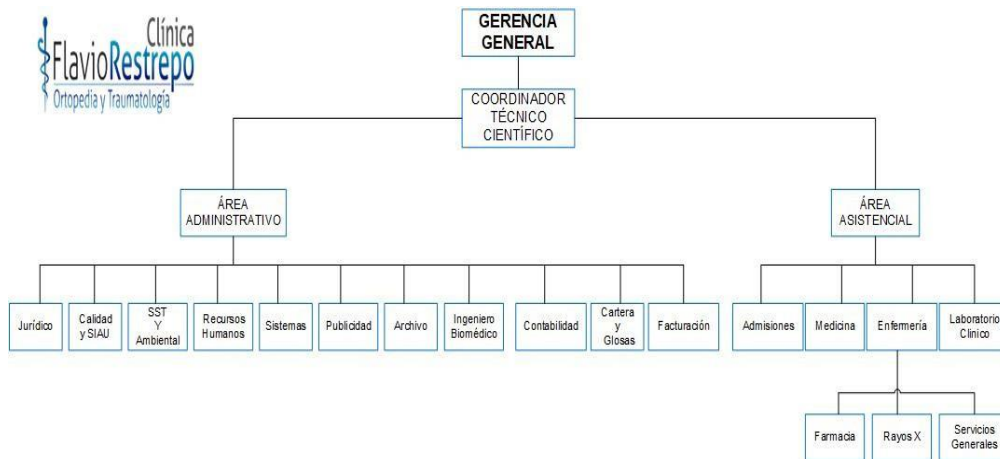 Clínica
FlavioRestrepo
Ortopedia y Traumatología
GERENCIA
GENERAL
COORDINADOR
TÉCNICO
CIENTÍFICO
ÁREA
ADMINISTRATIVO
ÁREA
ASISTENCIAL
Jurídico
Calidad
y SIAU
SST
Y
Ambiental
Recursos
Humanos
Sistemas
Publicidad
Archivo
Ingeniero
Biomédico
Contabilidad
Cartera
y
Glosas
Facturación
Admisiones
Medicina
Enfermería
Laboratorio
Clinico
Farmacia
Rayos X
Servicios
Generales